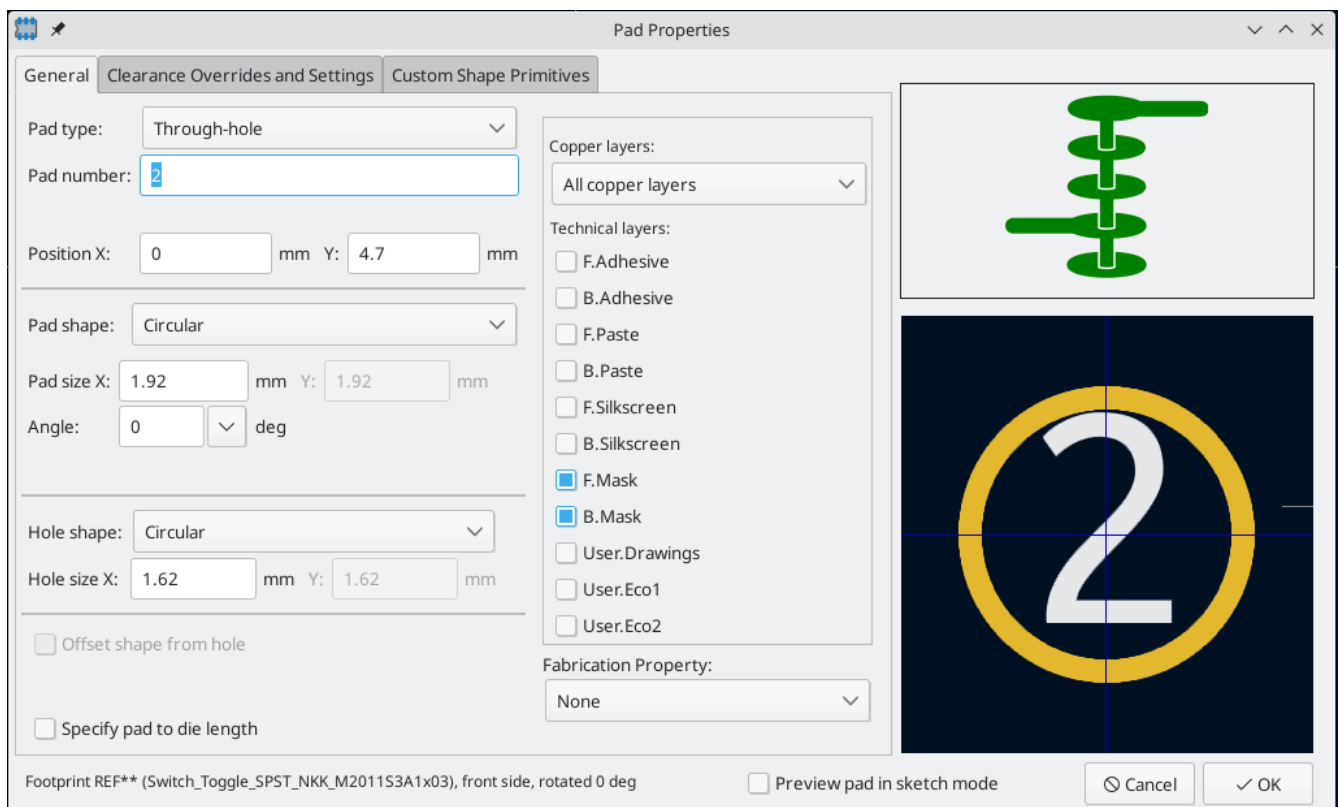 Pad Properties
General
Clearance Overrides and Settings
Custom Shape Primitives
Pad type:
Through-hole
Pad number:
2
Position X:
0
mm
Y:
4.7
mm
Pad shape:
Circular
Pad size X:
1.92
mm
Y:
1.92
mm
Angle:
0
deg
Hole shape:
Circular
Hole size X:
1.62
mm
Y:
1.62
mm
Offset shape from hole
Specify pad to die length
Copper layers:
All copper layers
Technical layers:
F.Adhesive
B.Adhesive
F.Paste
B.Paste
F.Silkscreen
B.Silkscreen
F.Mask
B.Mask
User.Drawings
User.Eco1
User.Eco2
Fabrication Property:
None
2
Footprint REF** (Switch_Toggle_SPST_NKK_M2011S3A1x03), front side, rotated 0 deg
Preview pad in sketch mode
Cancel
OK